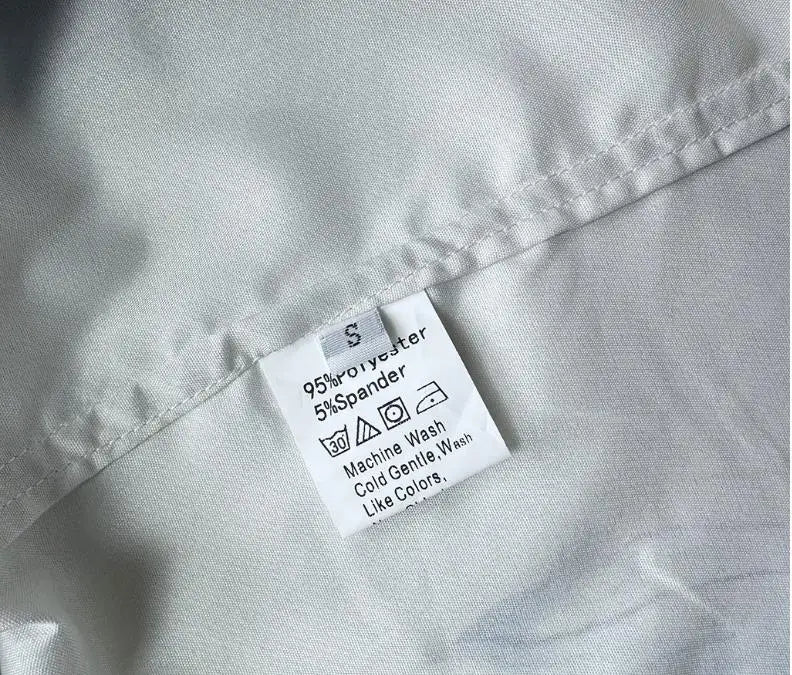 S
95%Polyester
5%Spander
30
Machine Wash
Cold Gentle,Wash
Like Colors,